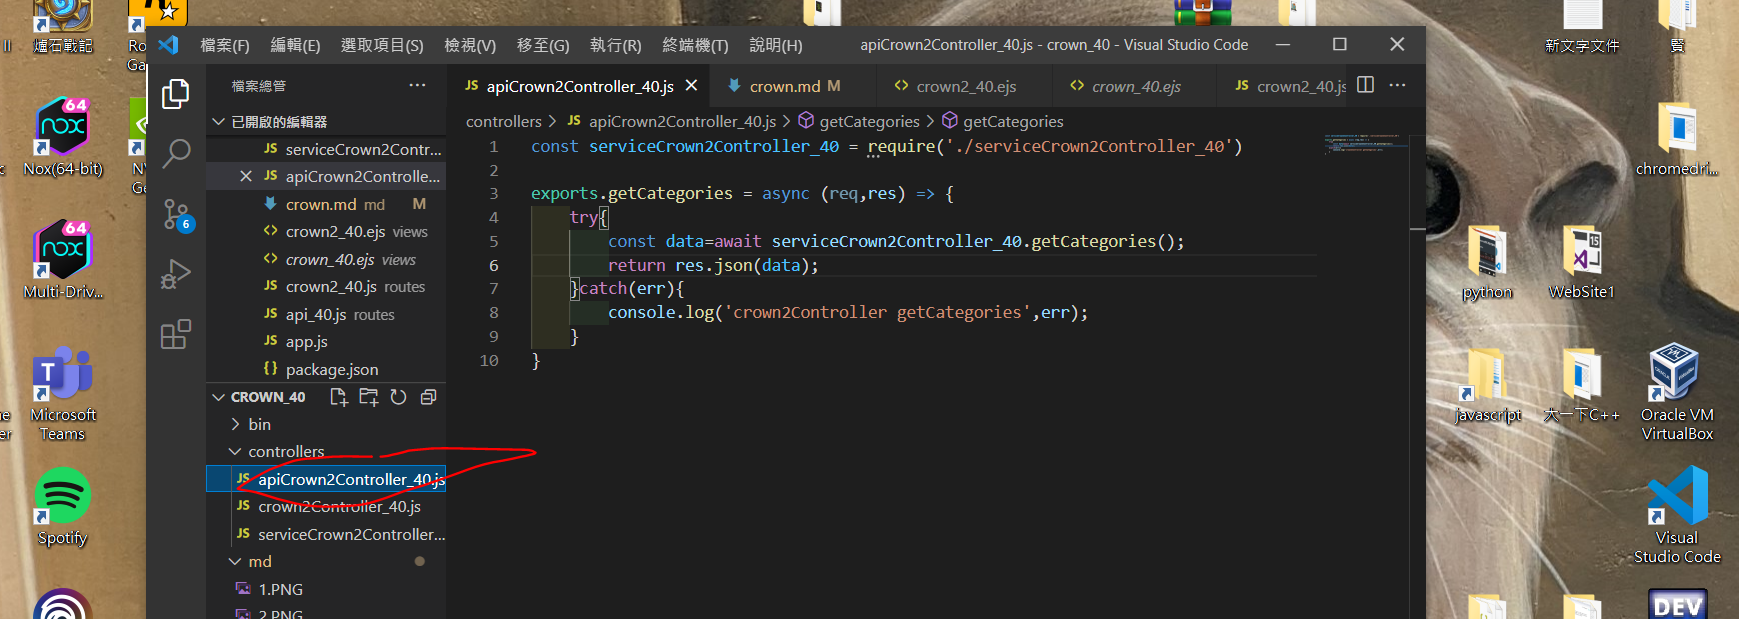 檔案(F) 編輯(E) 選取項目(S) 檢視(V) 移至(G) 執行(R) 終端機(T) 說明(H) apiCrown2Controller_40.js - crown_40 - Visual Studio Code
檔案總管 ···
JS apiCrown2Controller_40.js crown.md M <> crown2_40.ejs <> crown_40.ejs JS crown2_40.js ···
已開啟的編輯器
JS serviceCrown2Contr...
JS apiCrown2Controlle...
crown.md md M
<> crown2_40.ejs views
<> crown_40.ejs views
JS crown2_40.js routes
JS api_40.js routes
JS app.js
{} package.json
6
CROWN_40
bin
controllers
JS apiCrown2Controller_40.js
JS crown2Controller_40.js
JS serviceCrown2Controller...
md
1.PNG
2.PNG
controllers > JS apiCrown2Controller_40.js > getCategories > getCategories
1 const serviceCrown2Controller_40 = require('./serviceCrown2Controller_40')
2
3 exports.getCategories = async (req,res) => {
4 try{
5 const data=await serviceCrown2Controller_40.getCategories();
6 return res.json(data);
7 }catch(err){
8 console.log('crown2Controller getCategories',err);
9 }
10 }
爐石戰記
Ro
Ga
64
nox
Nox(64-bit)
64
nox
Multi-Driv...
T
Microsoft
Teams
Spotify
新文字文件
賢
chromedri...
python
15
WebSite1
javascript
大一下C++
Oracle VM
VirtualBox
Visual
Studio Code
DEV